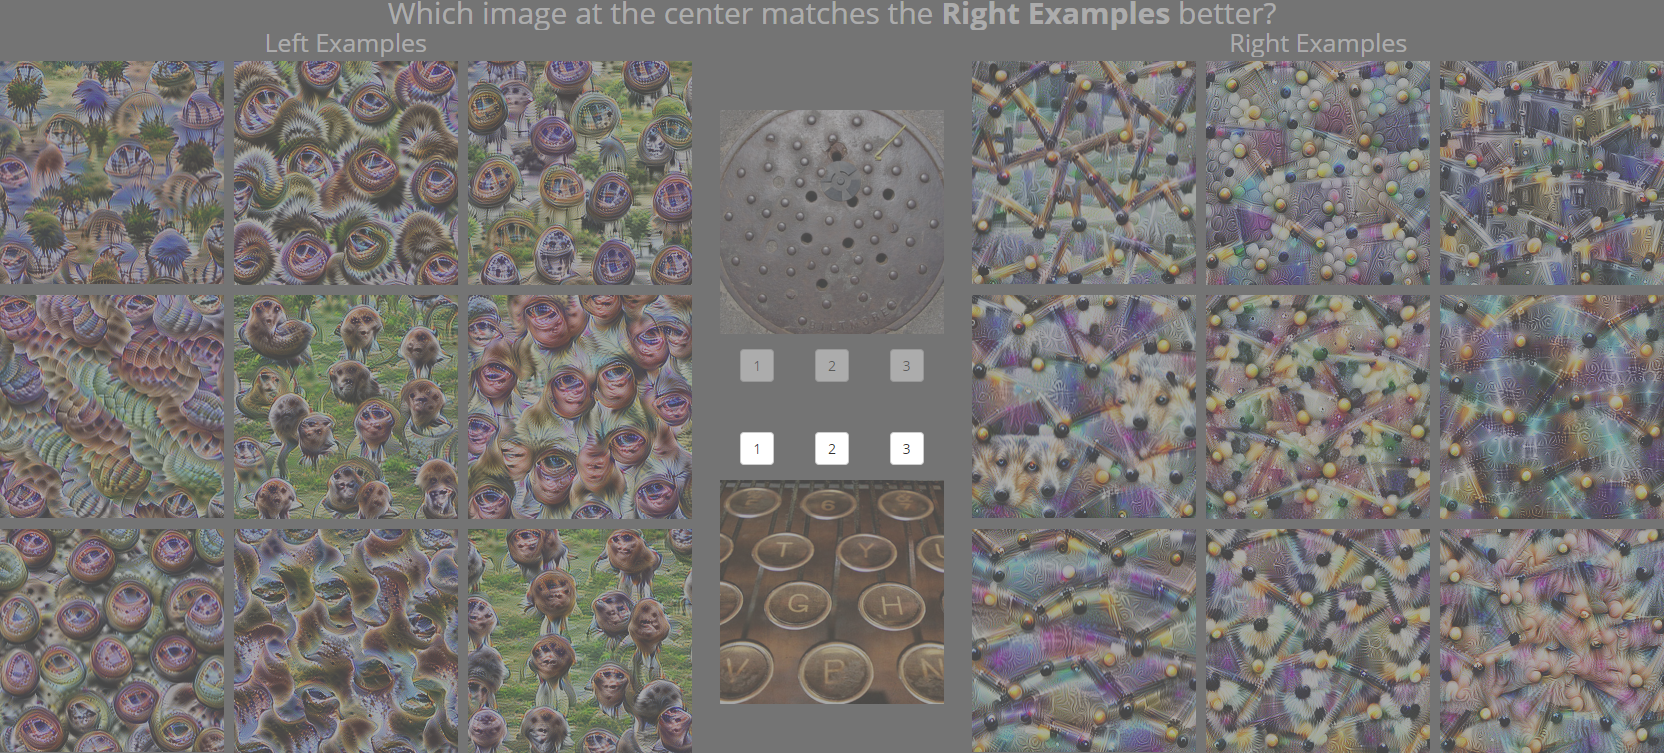 Which image at the center matches the Right Examples better?
Left Examples
Right Examples
1 2 3
1 2 3
6
T Y U
G H
V B N